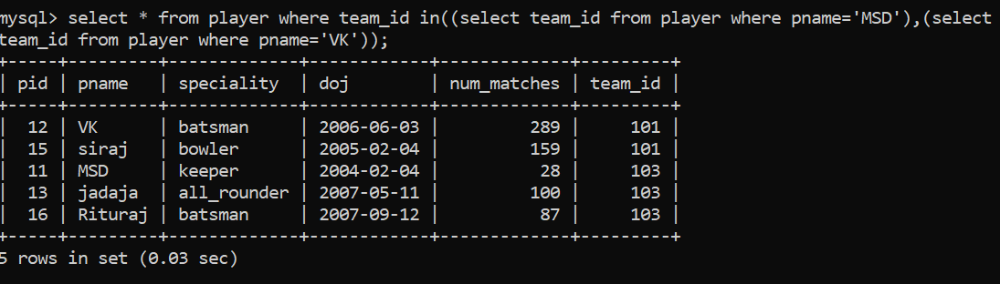 mysql> select * from player where team_id in((select team_id from player where pname='MSD'),(select
team_id from player where pname='VK'));
+-----+---------+-------------+------------+-------------+---------+
| pid | pname   | speciality  | doj        | num_matches | team_id |
+-----+---------+-------------+------------+-------------+---------+
|  12 | VK      | batsman     | 2006-06-03 |         289 |     101 |
|  15 | siraj   | bowler      | 2005-02-04 |         159 |     101 |
|  11 | MSD     | keeper      | 2004-02-04 |          28 |     103 |
|  13 | jadaja  | all_rounder | 2007-05-11 |         100 |     103 |
|  16 | Rituraj | batsman     | 2007-09-12 |          87 |     103 |
+-----+---------+-------------+------------+-------------+---------+
5 rows in set (0.03 sec)